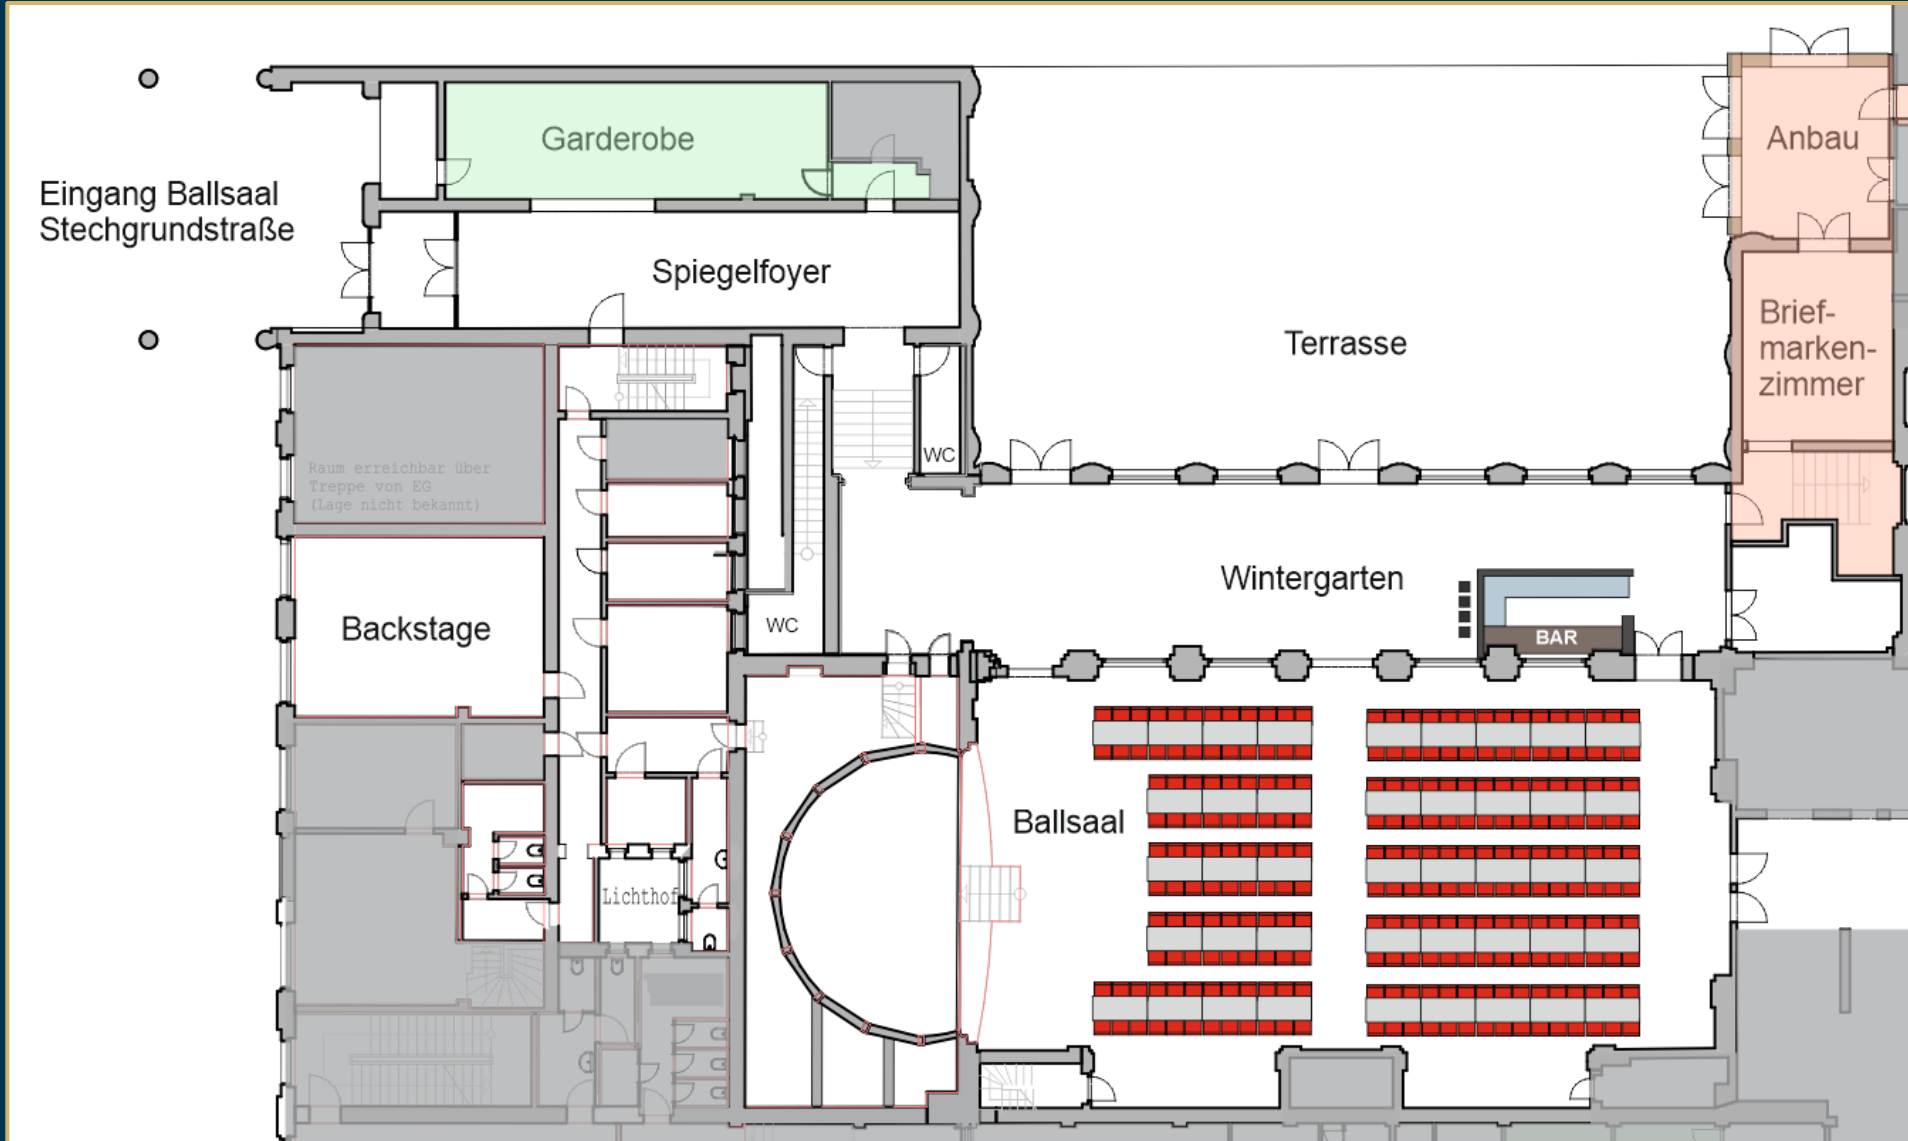 Garderobe
Anbau
Eingang Ballsaal
Stechgrundstraße
Spiegelfoyer
Terrasse
Brief-
marken-
zimmer
WC
Raum erreichbar über
Treppe von EG
(Lage nicht bekannt)
Wintergarten
Backstage
WC
BAR
Ballsaal
Lichthof